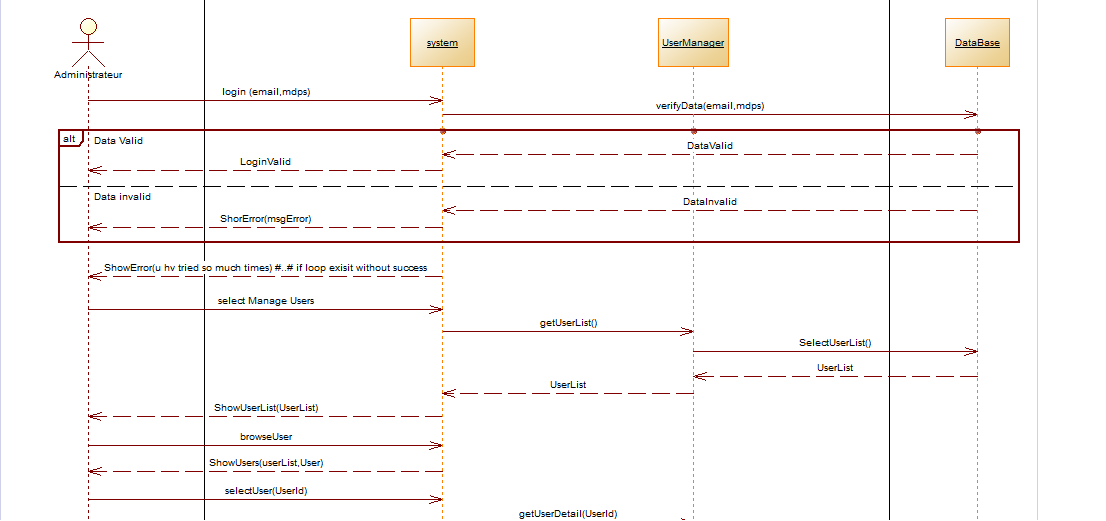 system
UserManager
DataBase
Administrateur
login (email,mdps)
verifyData(email,mdps)
alt
Data Valid
DataValid
LoginValid
Data invalid
DataInvalid
ShorError(msgError)
ShowError(u hv tried so much times) #..# if loop exisit without success
select Manage Users
getUserList()
SelectUserList()
UserList
UserList
ShowUserList(UserList)
browseUser
ShowUsers(userList,User)
selectUser(UserId)
getUserDetail(UserId)